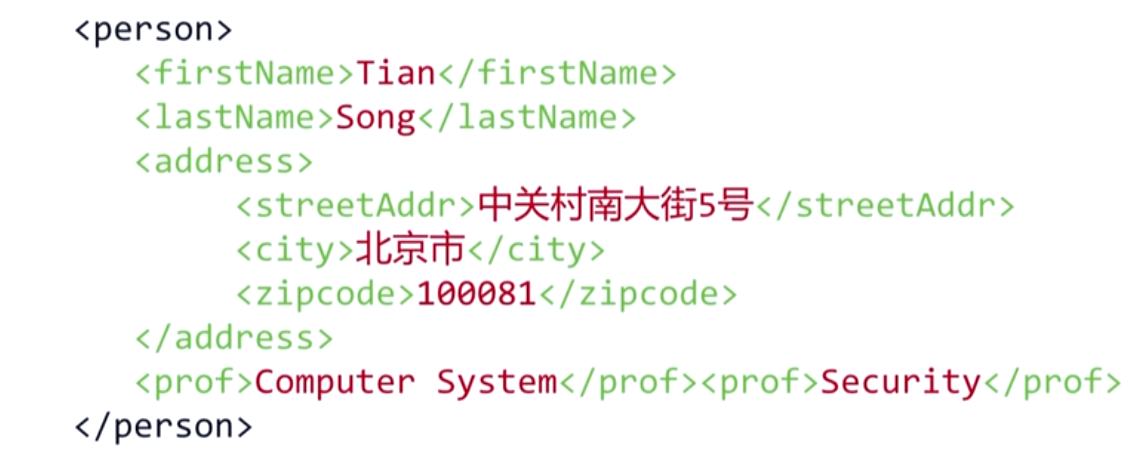 <person>
<firstName>Tian</firstName>
<lastName>Song</lastName>
<address>
<streetAddr>中关村南大街5号</streetAddr>
<city>北京市</city>
<zipcode>100081</zipcode>
</address>
<prof>Computer System</prof><prof>Security</prof>
</person>